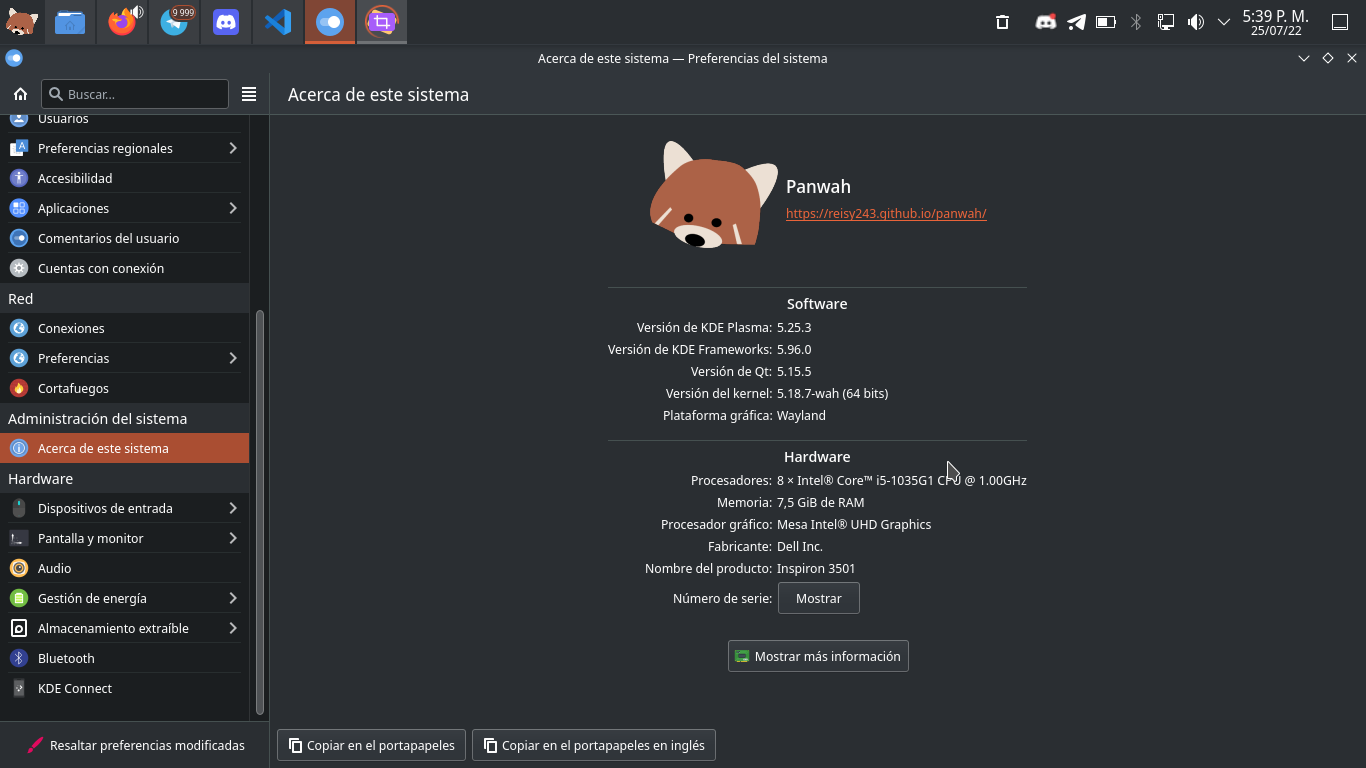 9 999
5:39 P. M.
25/07/22
Acerca de este sistema — Preferencias del sistema
Buscar...
Acerca de este sistema
Usuarios
Preferencias regionales
Accesibilidad
Aplicaciones
Comentarios del usuario
Cuentas con conexión
Red
Conexiones
Preferencias
Cortafuegos
Administración del sistema
Acerca de este sistema
Hardware
Dispositivos de entrada
Pantalla y monitor
Audio
Gestión de energía
Almacenamiento extraíble
Bluetooth
KDE Connect
Resaltar preferencias modificadas
Panwah
https://reisy243.github.io/panwah/
Software
Versión de KDE Plasma: 5.25.3
Versión de KDE Frameworks: 5.96.0
Versión de Qt: 5.15.5
Versión del kernel: 5.18.7-wah (64 bits)
Plataforma gráfica: Wayland
Hardware
Procesadores: 8 × Intel® Core™ i5-1035G1 CPU @ 1.00GHz
Memoria: 7,5 GiB de RAM
Procesador gráfico: Mesa Intel® UHD Graphics
Fabricante: Dell Inc.
Nombre del producto: Inspiron 3501
Número de serie: Mostrar
Mostrar más información
Copiar en el portapapeles
Copiar en el portapapeles en inglés